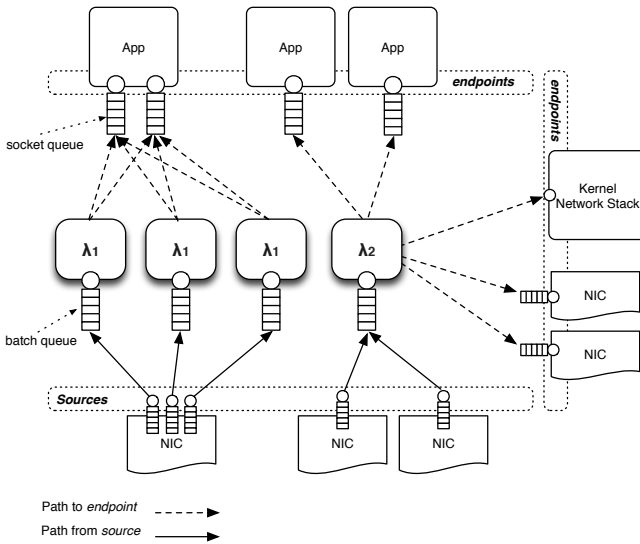 App
App
App
endpoints
endpoints
socket queue
Kernel
Network Stack
λ1
λ1
λ1
λ2
NIC
batch queue
NIC
Sources
NIC
NIC
NIC
Path to endpoint
Path from source